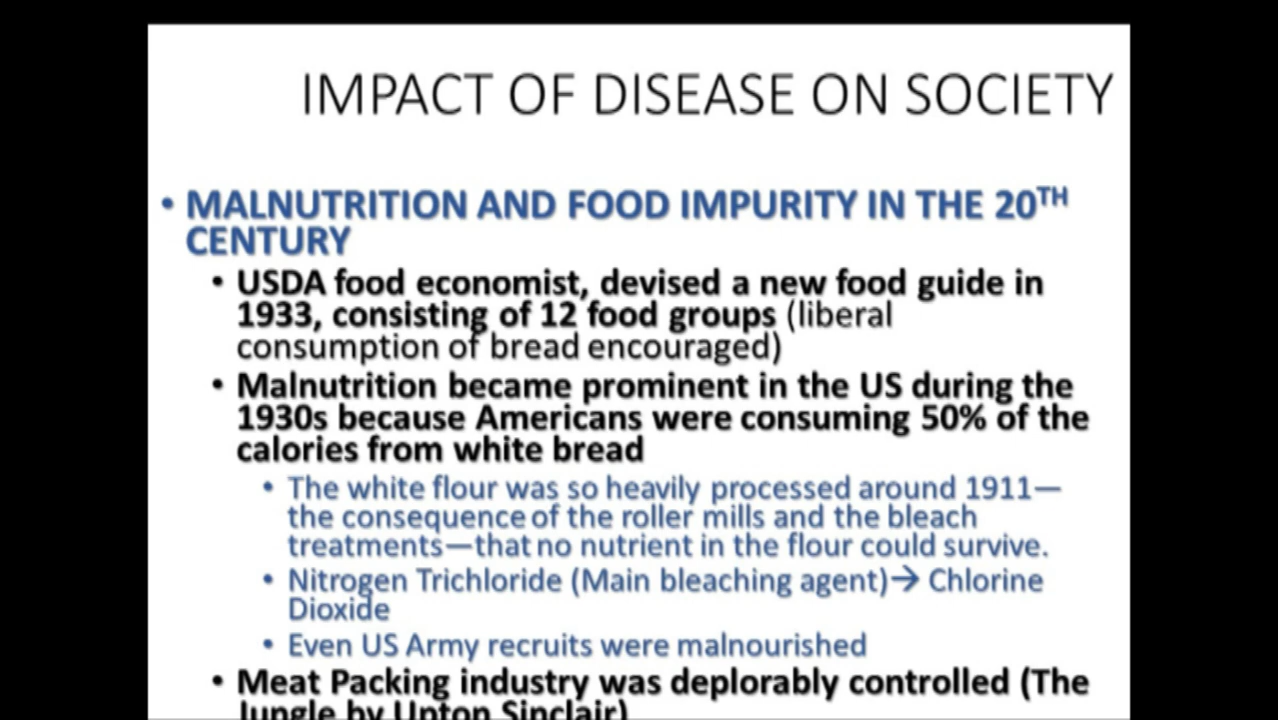 IMPACT OF DISEASE ON SOCIETY
• MALNUTRITION AND FOOD IMPURITY IN THE 20TH
CENTURY
• USDA food economist, devised a new food guide in
1933, consisting of 12 food groups (liberal
consumption of bread encouraged)
• Malnutrition became prominent in the US during the
1930s because Americans were consuming 50% of the
calories from white bread
• The white flour was so heavily processed around 1911—
the consequence of the roller mills and the bleach
treatments—that no nutrient in the flour could survive.
• Nitrogen Trichloride (Main bleaching agent)→ Chlorine
Dioxide
• Even US Army recruits were malnourished
• Meat Packing industry was deplorably controlled (The
Jungle by Upton Sinclair)